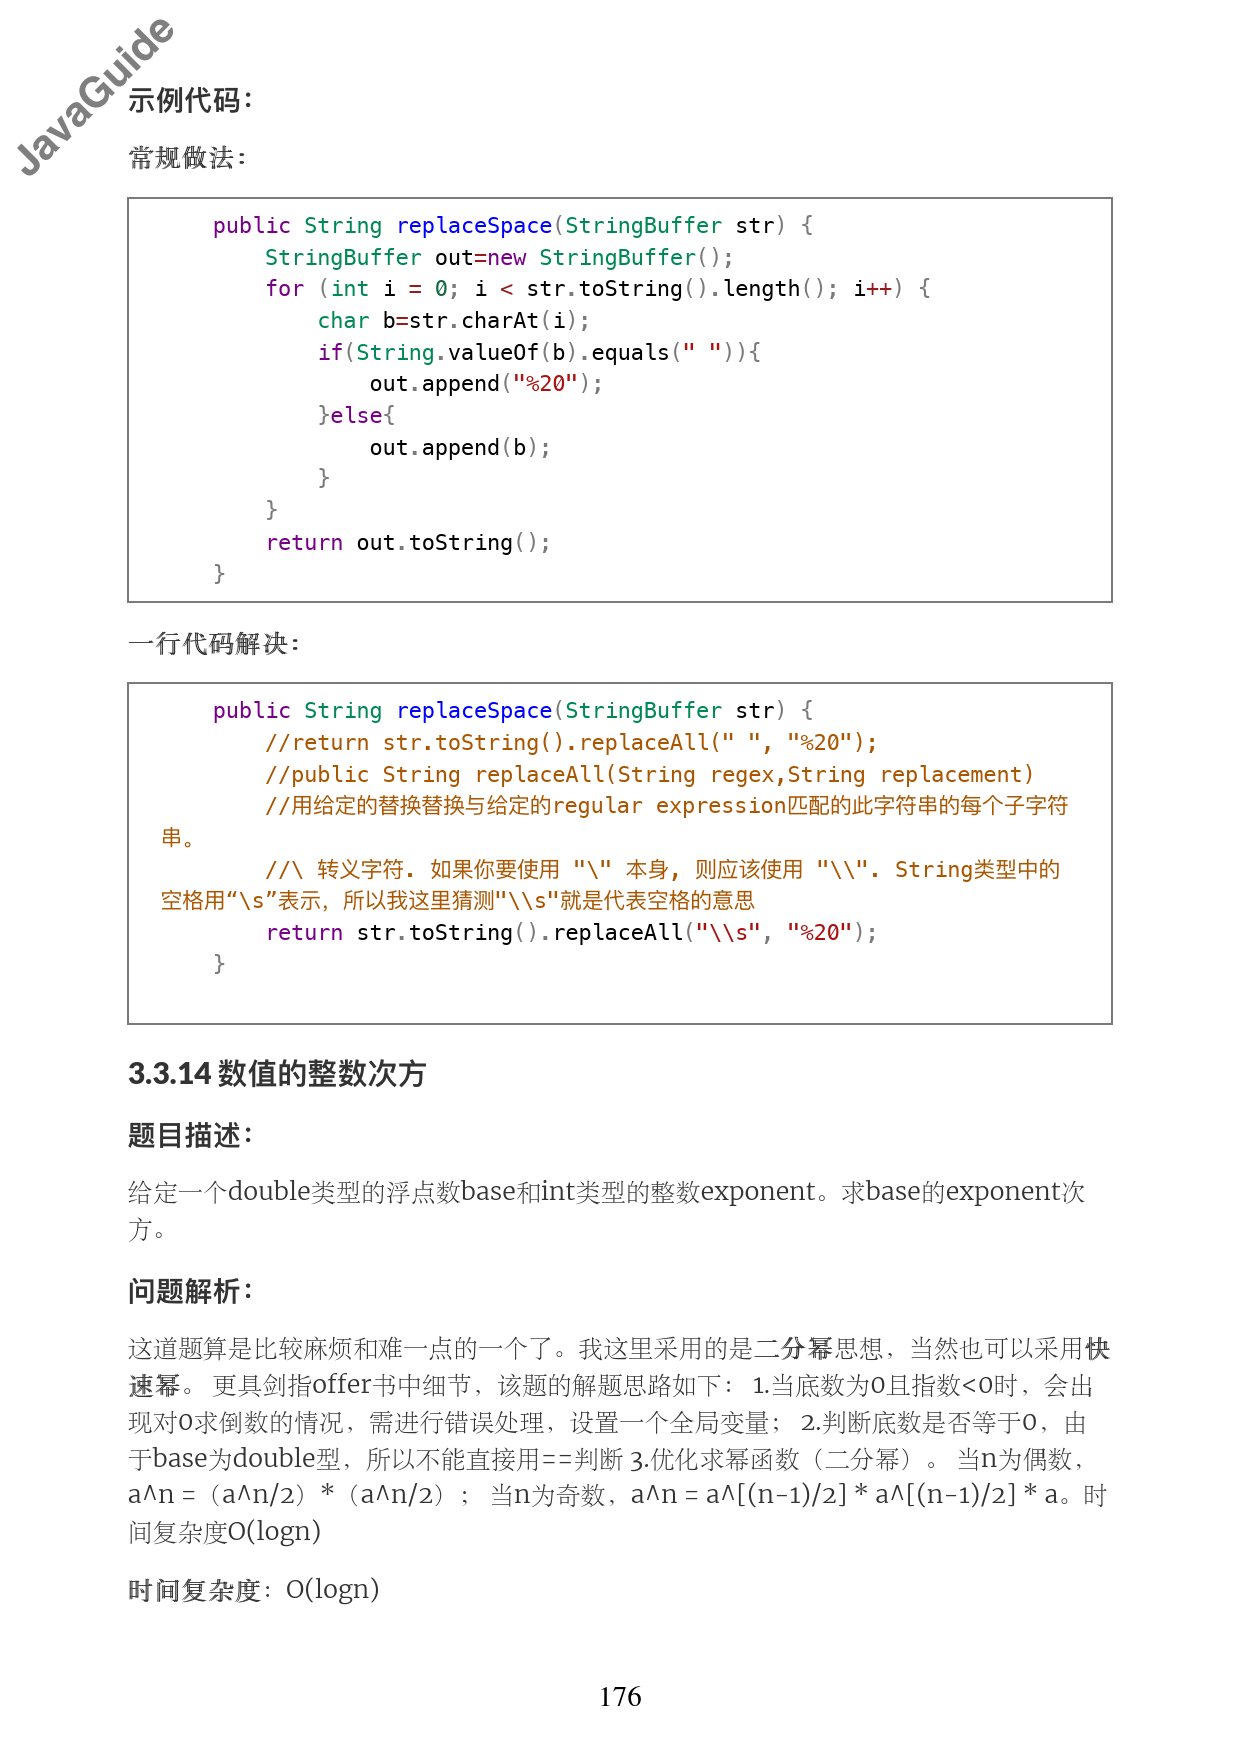 JavaGuide
示例代码：
常规做法:
public String replaceSpace(StringBuffer str) {
StringBuffer out=new StringBuffer();
for (int i = 0; i < str.toString().length(); i++) {
char b=str.charAt(i);
if(String.valueOf(b).equals(" ")){
out.append("%20");
}else{
out.append(b);
}
}
return out.toString();
}
一行代码解决:
public String replaceSpace(StringBuffer str) {
//return str.toString().replaceAll(" ", "%20");
//public String replaceAll(String regex,String replacement)
//用给定的替换替换与给定的regular expression匹配的此字符串的每个子字符
串。
//\ 转义字符. 如果你要使用 "\" 本身, 则应该使用 "\\". String类型中的
空格用“\s”表示，所以我这里猜测"\\s"就是代表空格的意思
return str.toString().replaceAll("\\s", "%20");
}
3.3.14 数值的整数次方
题目描述：
给定一个double类型的浮点数base和int类型的整数exponent。求base的exponent次
方。
问题解析：
这道题算是比较麻烦和难一点的一个了。我这里采用的是二分幂思想，当然也可以采用快
速幂。 更具剑指offer书中细节，该题的解题思路如下： 1.当底数为0且指数<0时，会出
现对0求倒数的情况，需进行错误处理，设置一个全局变量； 2.判断底数是否等于0，由
于base为double型，所以不能直接用==判断 3.优化求幂函数（二分幂）。 当n为偶数，
a^n =（a^n/2）*（a^n/2）； 当n为奇数，a^n = a^[(n-1)/2] * a^[(n-1)/2] * a。时
间复杂度O(logn)
时间复杂度：O(logn)
176